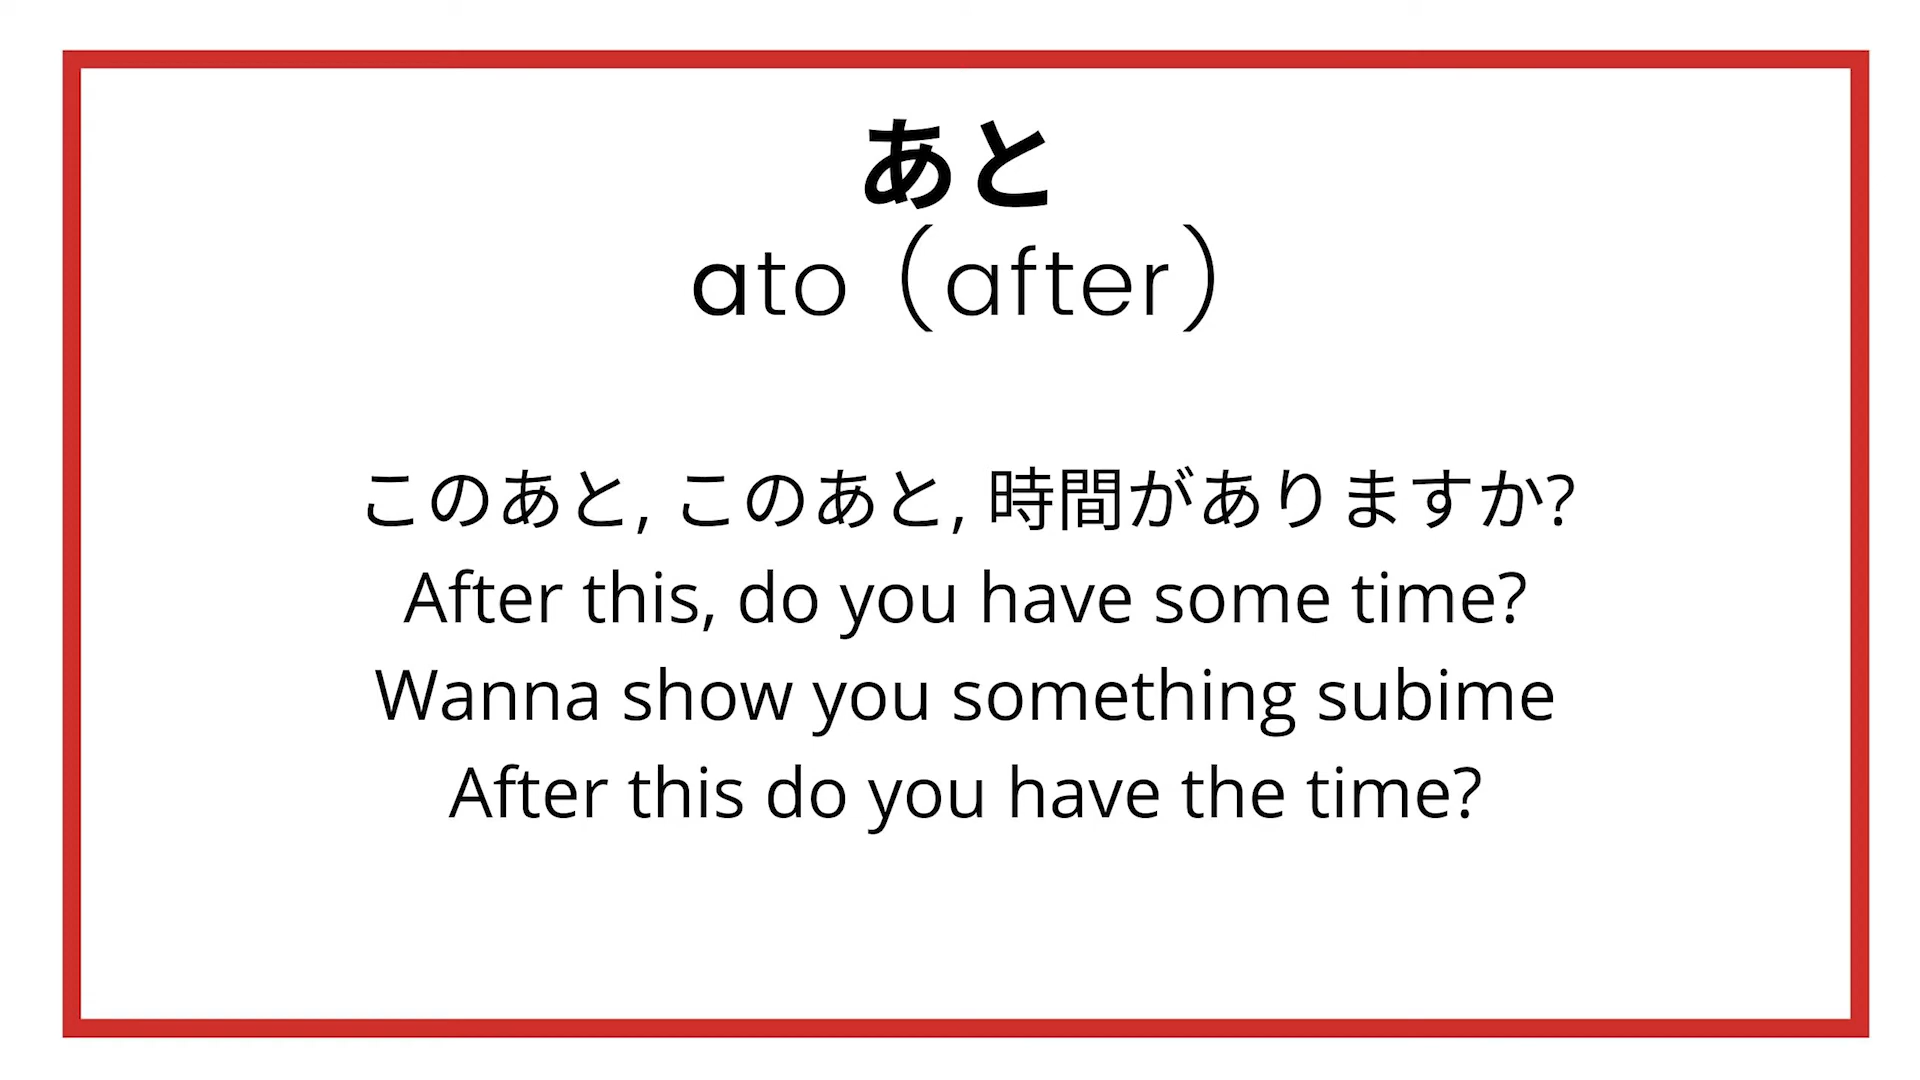 あと
ato（after）
このあと, このあと, 時間がありますか?
After this, do you have some time?
Wanna show you something subime
After this do you have the time?